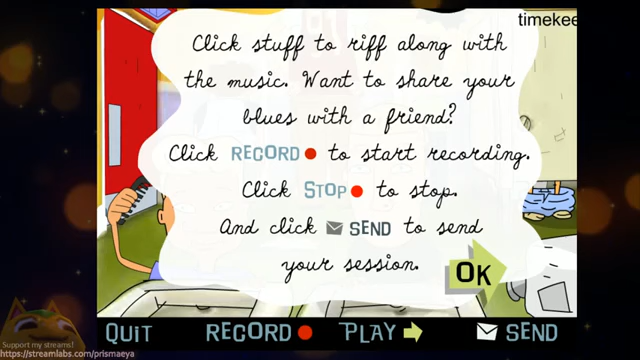 timekee
Click stuff to riff along with
the music. Want to share your
blues with a friend?
Click RECORD to start recording.
Click STOP to stop.
And click SEND to send
your session.
OK
QUIT RECORD PLAY SEND
Support my streams!
https://streamlabs.com/prismaeya